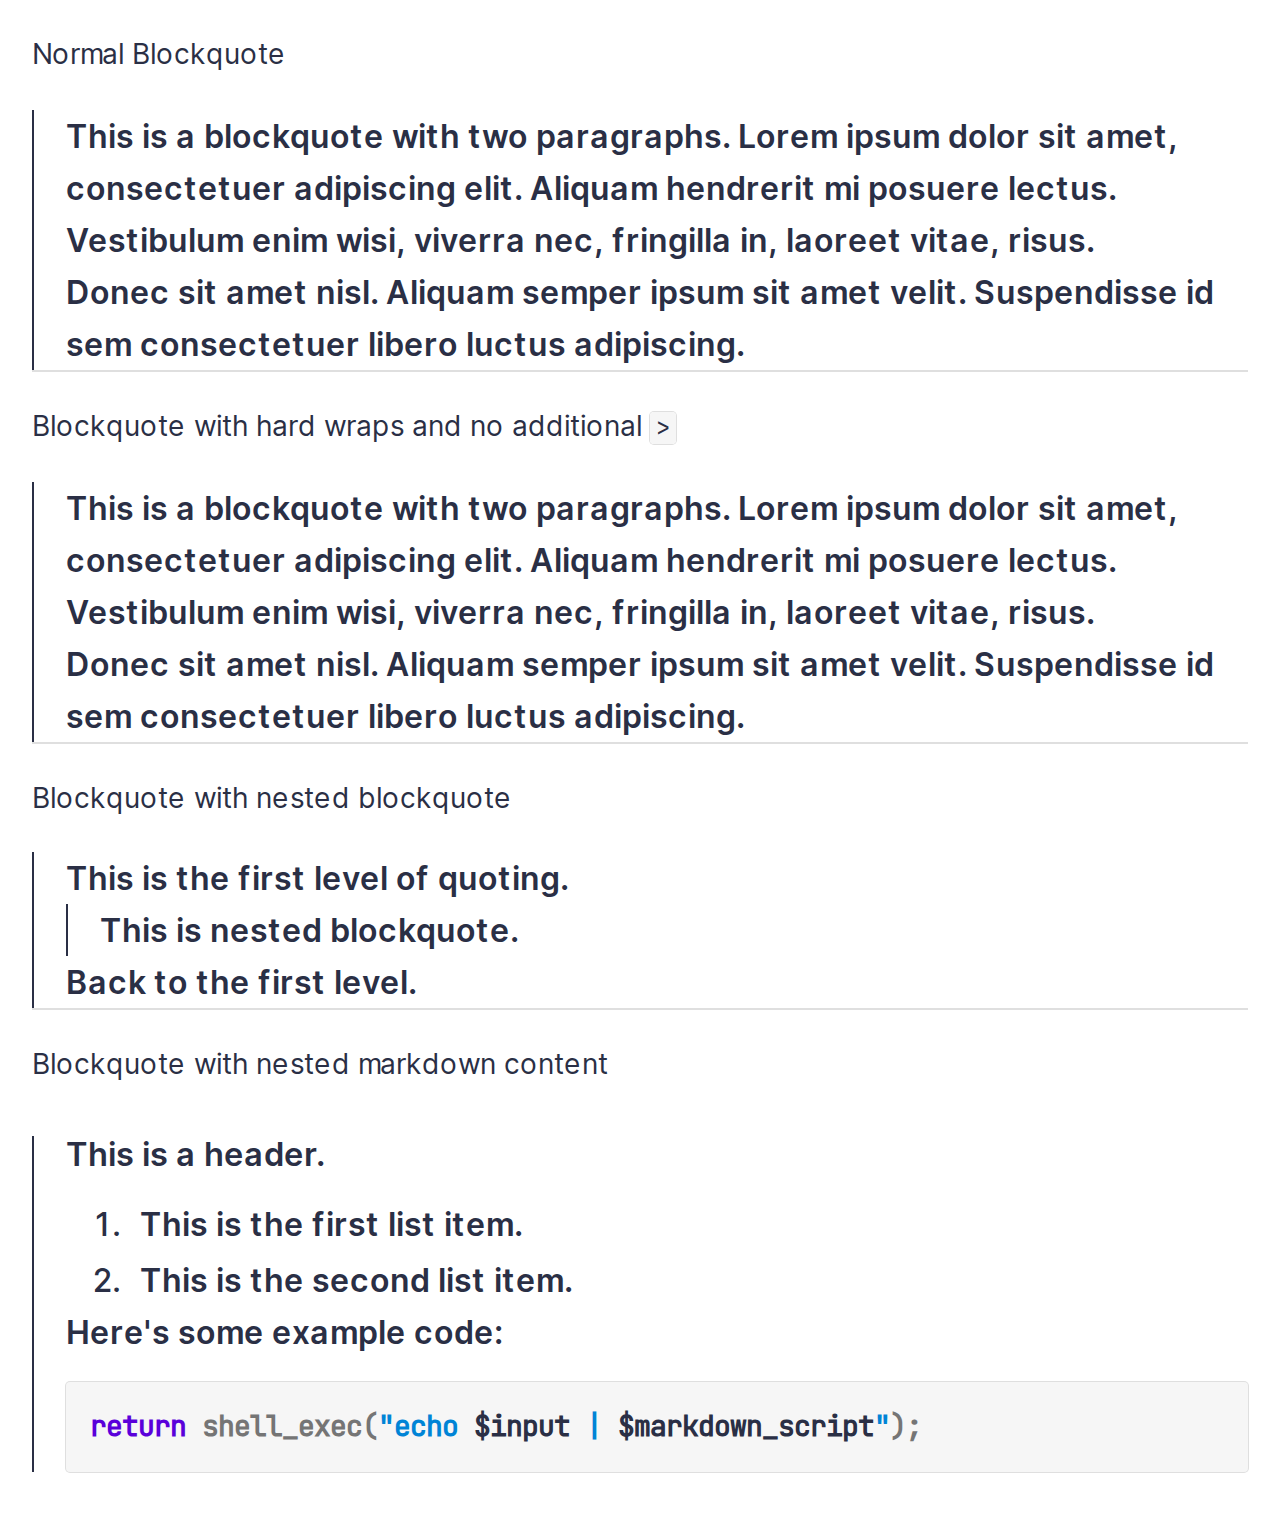 Normal Blockquote
This is a blockquote with two paragraphs. Lorem ipsum dolor sit amet,
consectetuer adipiscing elit. Aliquam hendrerit mi posuere lectus.
Vestibulum enim wisi, viverra nec, fringilla in, laoreet vitae, risus.
Donec sit amet nisl. Aliquam semper ipsum sit amet velit. Suspendisse id
sem consectetuer libero luctus adipiscing.
Blockquote with hard wraps and no additional >
This is a blockquote with two paragraphs. Lorem ipsum dolor sit amet,
consectetuer adipiscing elit. Aliquam hendrerit mi posuere lectus.
Vestibulum enim wisi, viverra nec, fringilla in, laoreet vitae, risus.
Donec sit amet nisl. Aliquam semper ipsum sit amet velit. Suspendisse id
sem consectetuer libero luctus adipiscing.
Blockquote with nested blockquote
This is the first level of quoting.
This is nested blockquote.
Back to the first level.
Blockquote with nested markdown content
This is a header.
1. This is the first list item.
2. This is the second list item.
Here's some example code:
return shell_exec("echo $input | $markdown_script");